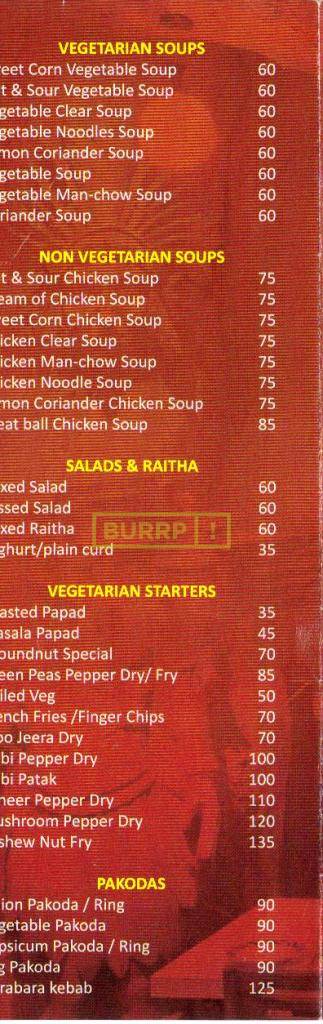 VEGETARIAN SOUPS
eet Corn Vegetable Soup 60
t & Sour Vegetable Soup 60
getable Clear Soup 60
getable Noodles Soup 60
mon Coriander Soup 60
getable Soup 60
getable Man-chow Soup 60
riander Soup 60
NON VEGETARIAN SOUPS
t & Sour Chicken Soup 75
eam of Chicken Soup 75
eet Corn Chicken Soup 75
icken Clear Soup 75
icken Man-chow Soup 75
icken Noodle Soup 75
mon Coriander Chicken Soup 75
eat ball Chicken Soup 85
SALADS & RAITHA
xed Salad 60
ssed Salad 60
xed Raitha 60
BURRP!
ghurt/plain curd 35
VEGETARIAN STARTERS
asted Papad 35
asala Papad 45
oundnut Special 70
een Peas Pepper Dry/ Fry 85
iled Veg 50
ench Fries /Finger Chips 70
oo Jeera Dry 70
bi Pepper Dry 100
bi Patak 100
neer Pepper Dry 110
ushroom Pepper Dry 120
shew Nut Fry 135
PAKODAS
ion Pakoda / Ring 90
getable Pakoda 90
psicum Pakoda / Ring 90
g Pakoda 90
rabara kebab 125